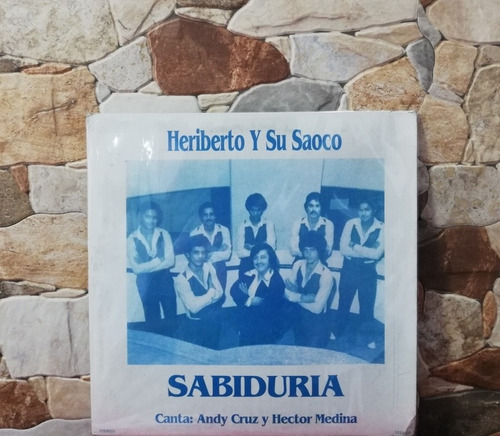 Heriberto Y Su Saoco
SABIDURIA
Canta: Andy Cruz y Hector Medina